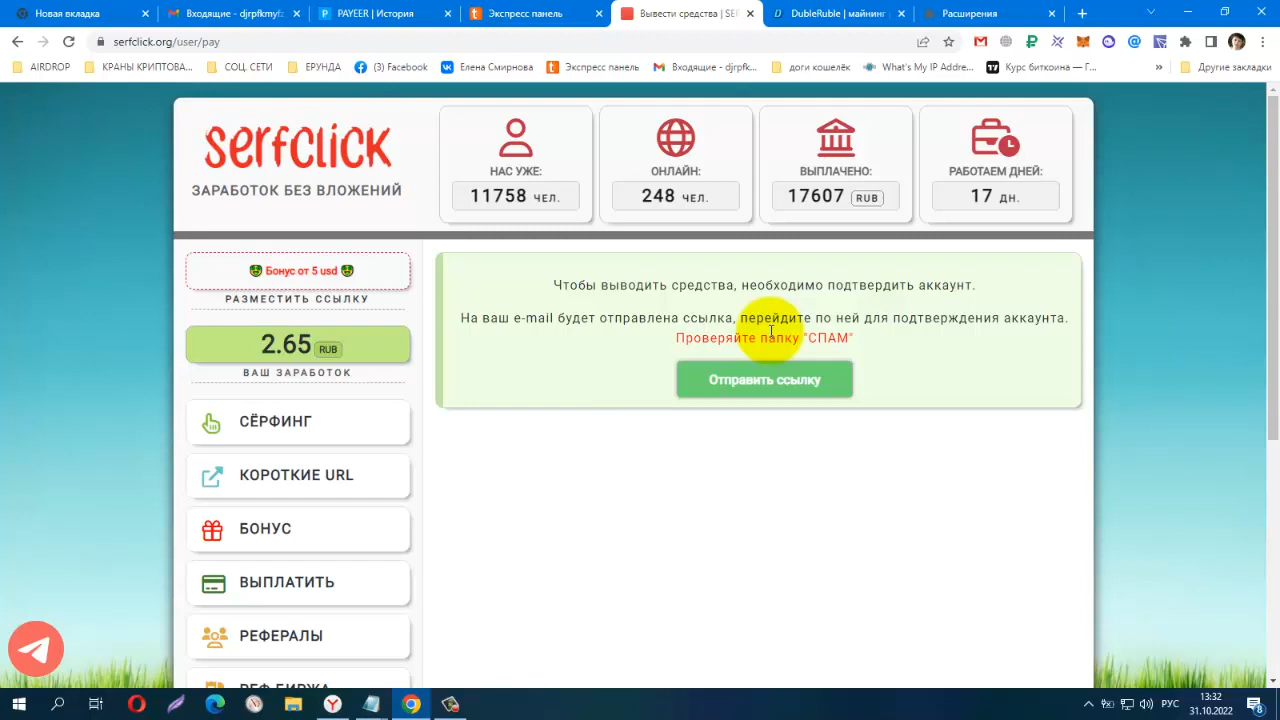 Новая вкладка
Входящие - djrpfkmyf:
PAYEER | История
Экспресс панель
Вывести средства | SEI
DubleRuble | майнинг
Расширения
serfclick.org/user/pay
AIRDROP
КРАНЫ КРИПТОВА...
СОЦ. СЕТИ
ЕРУНДА
(3) Facebook
Елена Смирнова
Экспресс панель
Входящие - djrpfk...
доги кошелёк
What's My IP Addre...
Курс биткоина — Г...
»
Другие закладки
serfclick
ЗАРАБОТОК БЕЗ ВЛОЖЕНИЙ
НАС УЖЕ:
11758 ЧЕЛ.
ОНЛАЙН:
248 ЧЕЛ.
ВЫПЛАЧЕНО:
17607 RUB
РАБОТАЕМ ДНЕЙ:
17 ДН.
Бонус от 5 usd
РАЗМЕСТИТЬ ССЫЛКУ
2.65 RUB
ВАШ ЗАРАБОТОК
СЁРФИНГ
КОРОТКИЕ URL
БОНУС
ВЫПЛАТИТЬ
РЕФЕРАЛЫ
РЕФ-БИРЖА
Чтобы выводить средства, необходимо подтвердить аккаунт.
На ваш e-mail будет отправлена ссылка, перейдите по ней для подтверждения аккаунта.
Проверяйте папку "СПАМ"
Отправить ссылку
РУС
13:32
31.10.2022
8